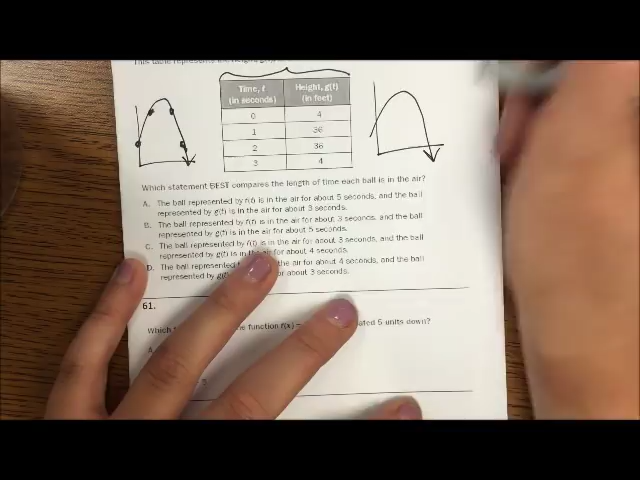 This table represents the height, g(t)
Time, t Height, g(t)
(in seconds) (in feet)
0 4
1 36
2 36
3 4
Which statement BEST compares the length of time each ball is in the air?
A. The ball represented by f(t) is in the air for about 5 seconds, and the ball
represented by g(t) is in the air for about 3 seconds.
B. The ball represented by f(t) is in the air for about 3 seconds, and the ball
represented by g(t) is in the air for about 5 seconds.
C. The ball represented by f(t) is in the air for about 3 seconds, and the ball
represented by g(t) is in the air for about 4 seconds.
D. The ball represented the air for about 4 seconds, and the ball
represented by g(t) for about 3 seconds.
61.
Which the function f(x) 5 units down?